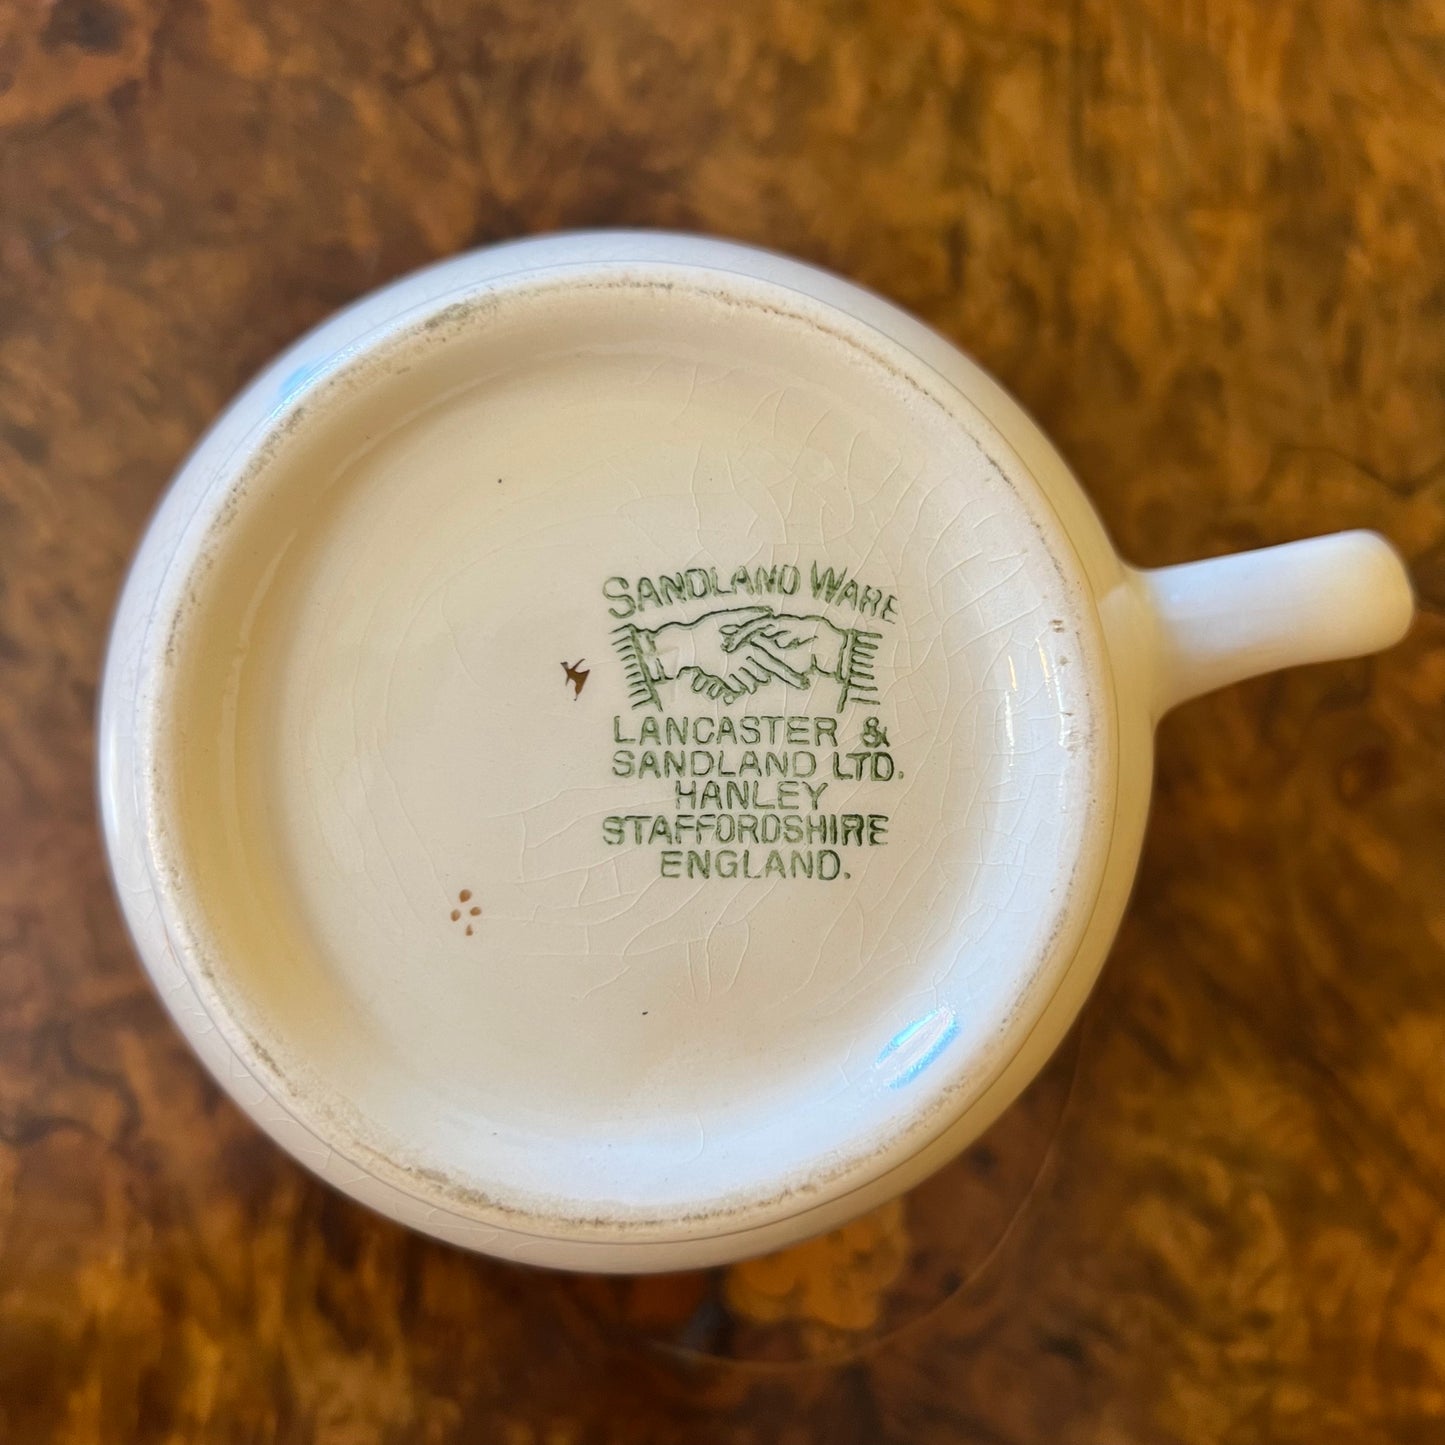 SANDLAND WARE
LANCASTER &
SANDLAND LTD.
HANLEY
STAFFORDSHIRE
ENGLAND.